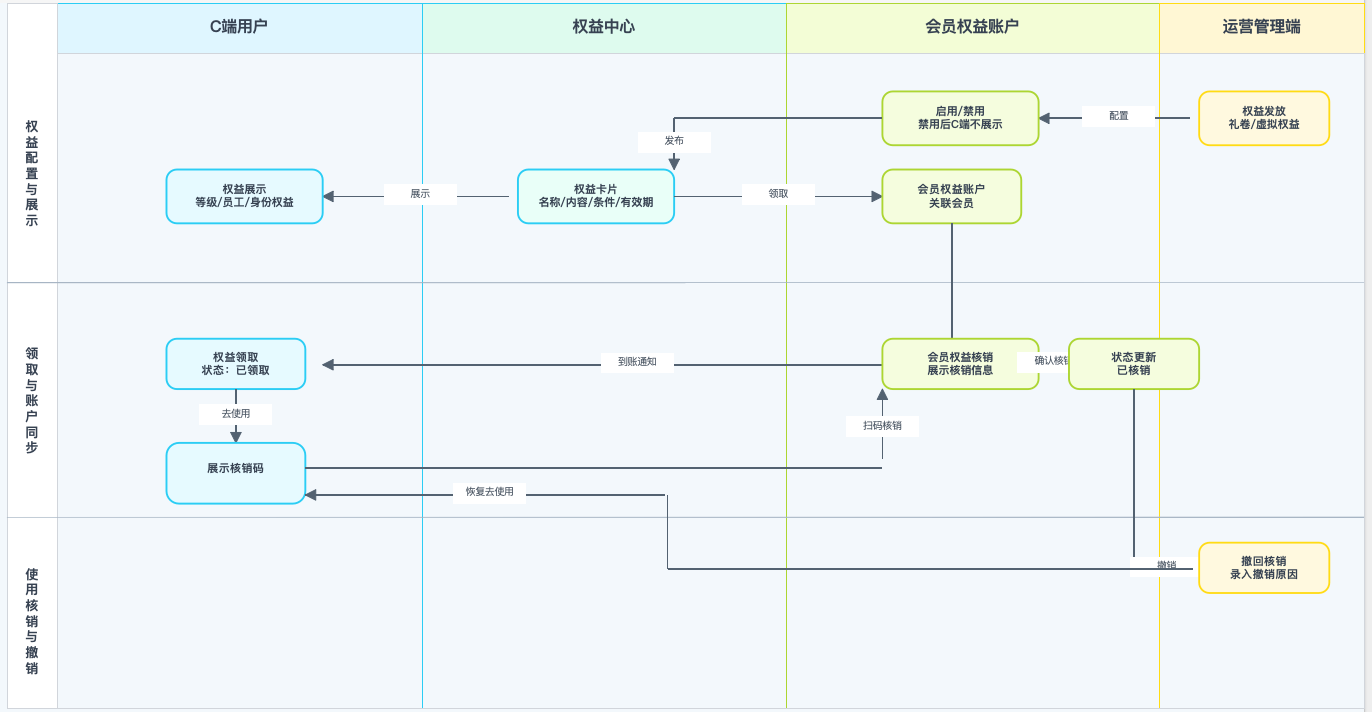 C端用户
权益中心
会员权益账户
运营管理端
权益配置与展示
启用/禁用
禁用后C端不展示
配置
权益发放
礼卷/虚拟权益
发布
权益展示
等级/员工/身份权益
展示
权益卡片
名称/内容/条件/有效期
领取
会员权益账户
关联会员
领取与账户同步
权益领取
状态：已领取
到账通知
会员权益核销
展示核销信息
确认核销
状态更新
已核销
去使用
扫码核销
展示核销码
恢复去使用
使用核销与撤销
撤销
撤回核销
录入撤销原因